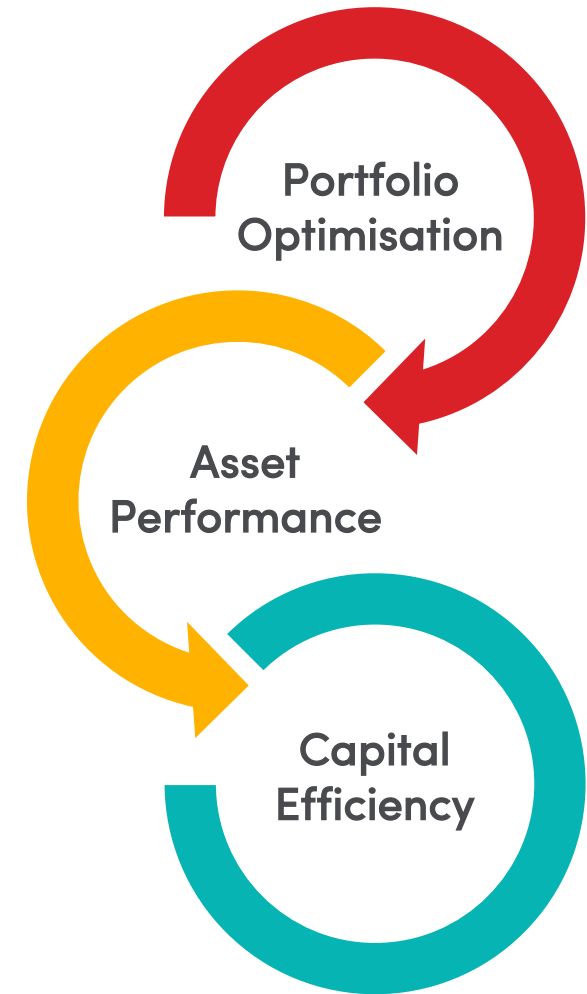 Portfolio
Optimisation
Asset
Performance
Capital
Efficiency